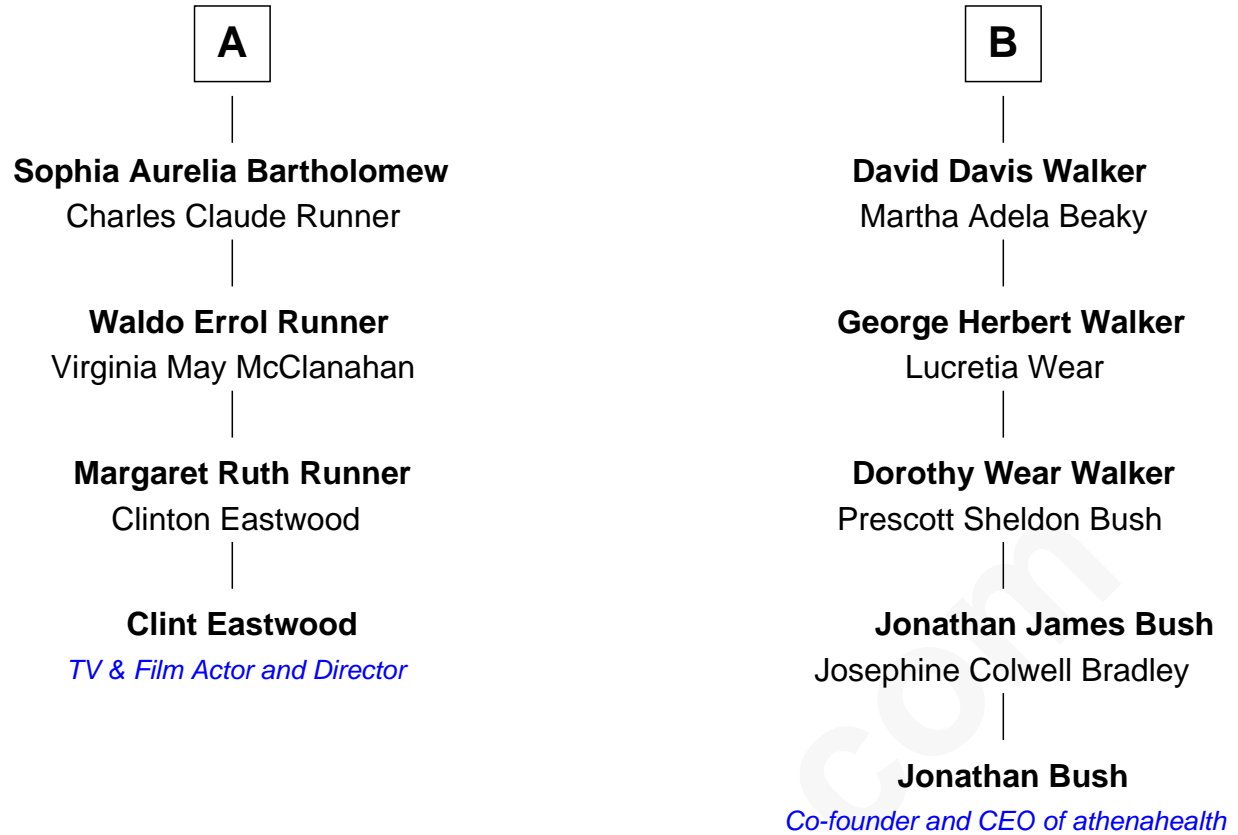 A
Sophia Aurelia Bartholomew
Charles Claude Runner
Waldo Errol Runner
Virginia May McClanahan
Margaret Ruth Runner
Clinton Eastwood
Clint Eastwood
TV & Film Actor and Director
B
David Davis Walker
Martha Adela Beaky
George Herbert Walker
Lucretia Wear
Dorothy Wear Walker
Prescott Sheldon Bush
Jonathan James Bush
Josephine Colwell Bradley
Jonathan Bush
Co-founder and CEO of athenahealth
com